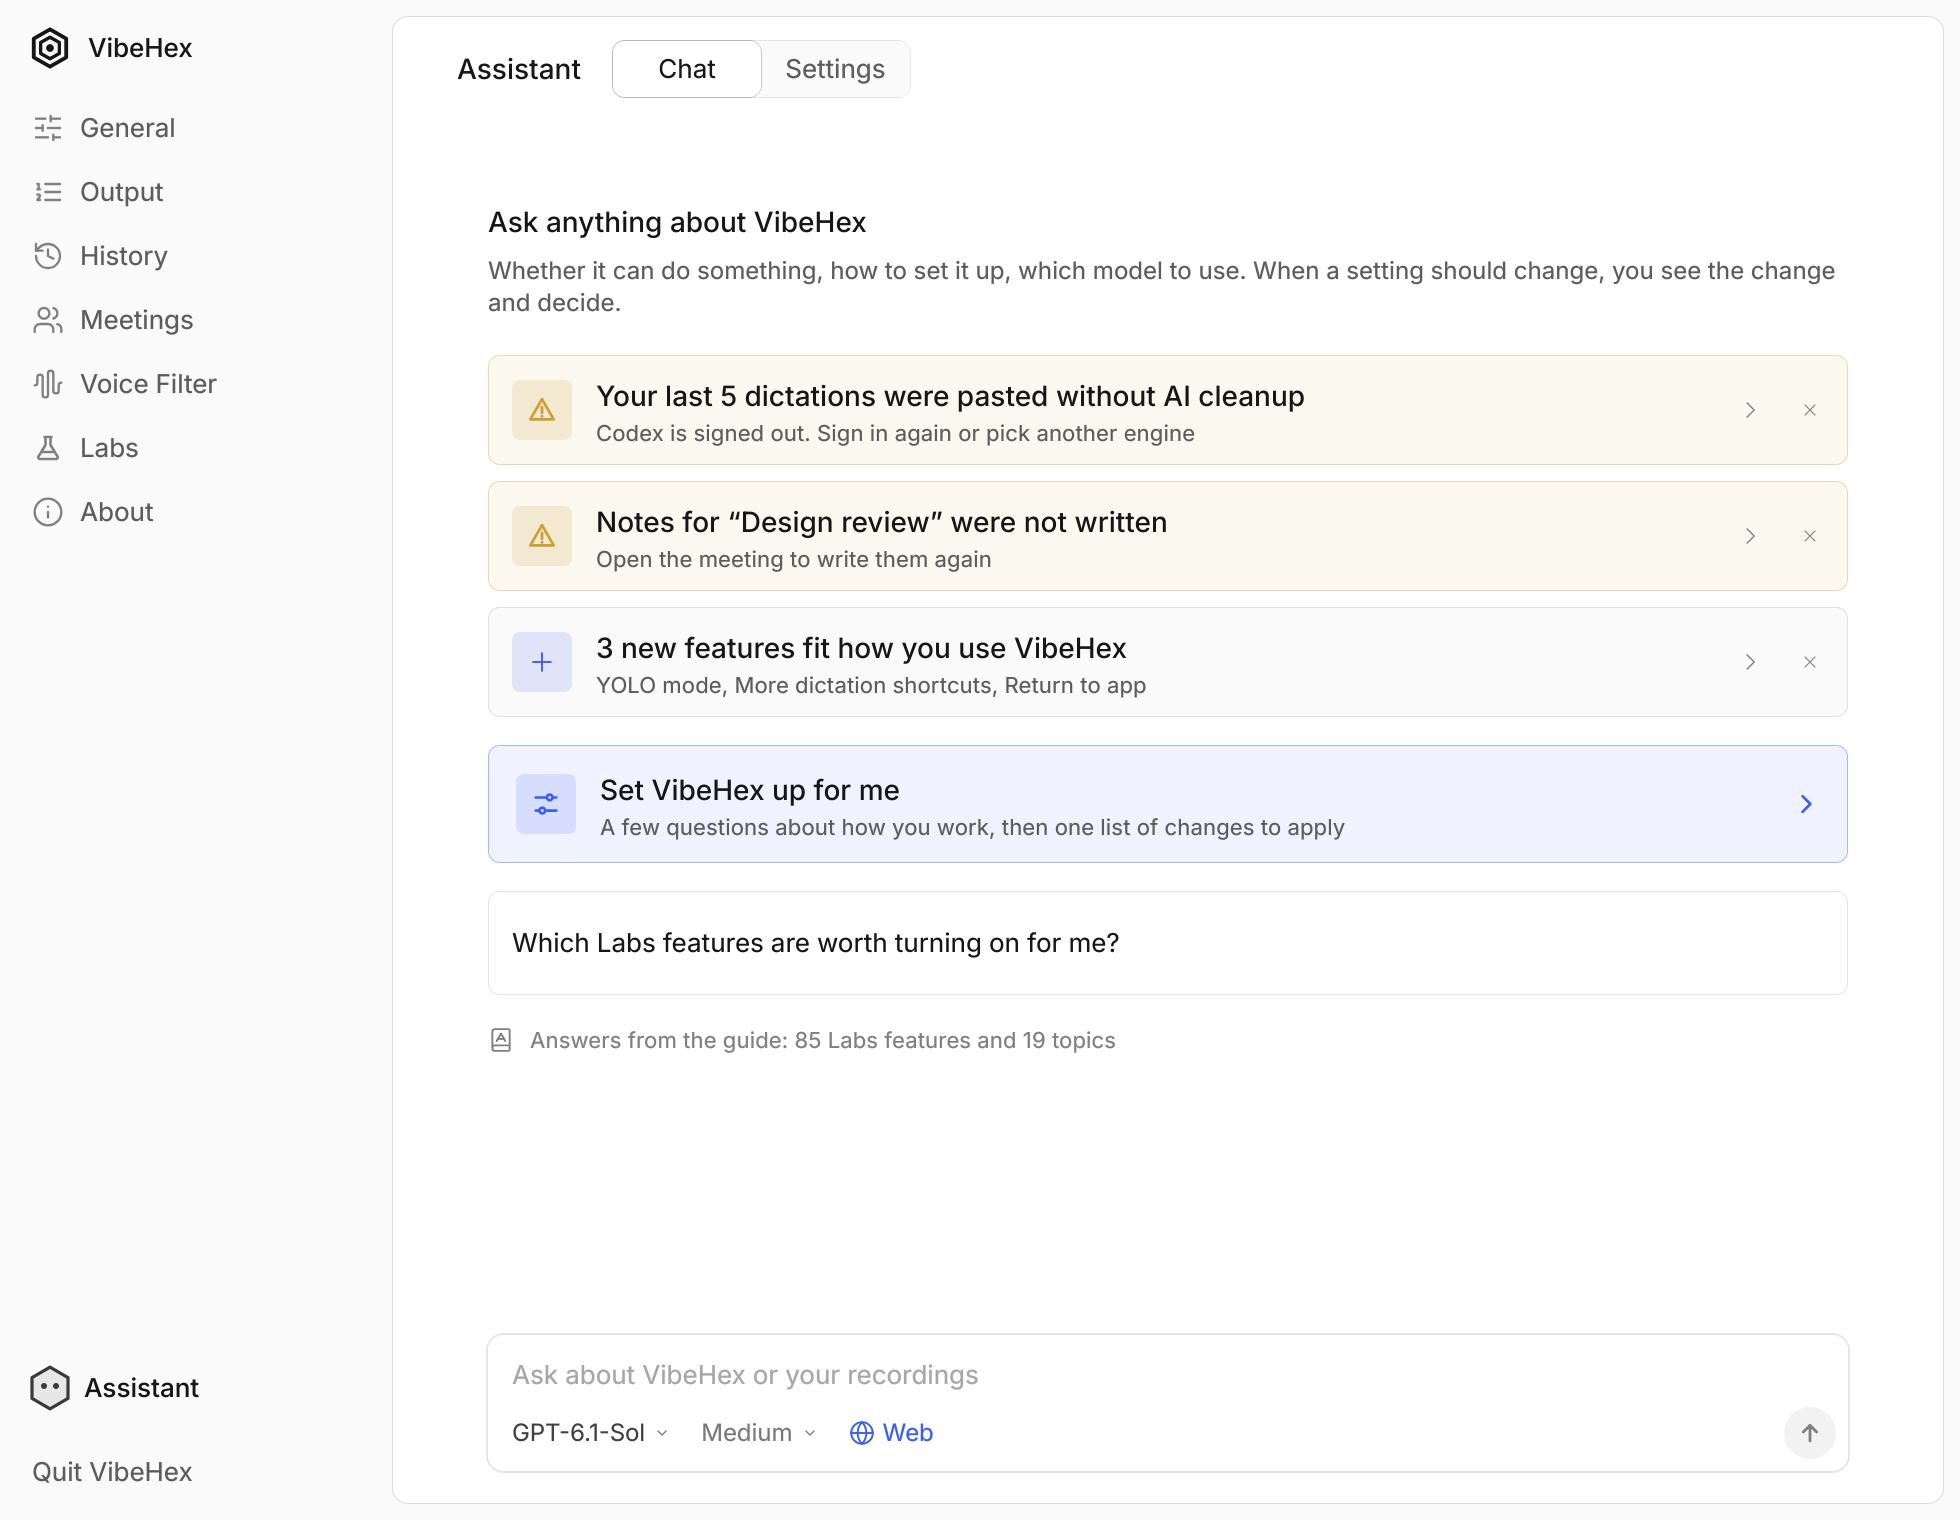 VibeHex
General
Output
History
Meetings
Voice Filter
Labs
About
Assistant
Quit VibeHex
Assistant
Chat
Settings
Ask anything about VibeHex
Whether it can do something, how to set it up, which model to use. When a setting should change, you see the change
and decide.
Your last 5 dictations were pasted without AI cleanup
Codex is signed out. Sign in again or pick another engine
Notes for “Design review” were not written
Open the meeting to write them again
3 new features fit how you use VibeHex
YOLO mode, More dictation shortcuts, Return to app
Set VibeHex up for me
A few questions about how you work, then one list of changes to apply
Which Labs features are worth turning on for me?
Answers from the guide: 85 Labs features and 19 topics
Ask about VibeHex or your recordings
GPT-6.1-Sol
Medium
Web